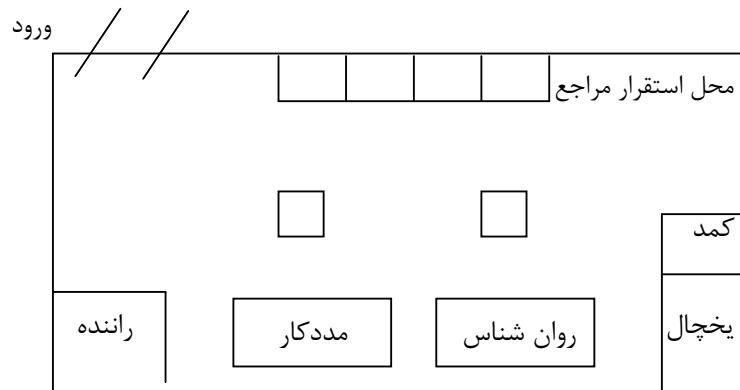 ورود
محل استقرار مراجع
کمد
یخچال
روان شناس
مددکار
راننده